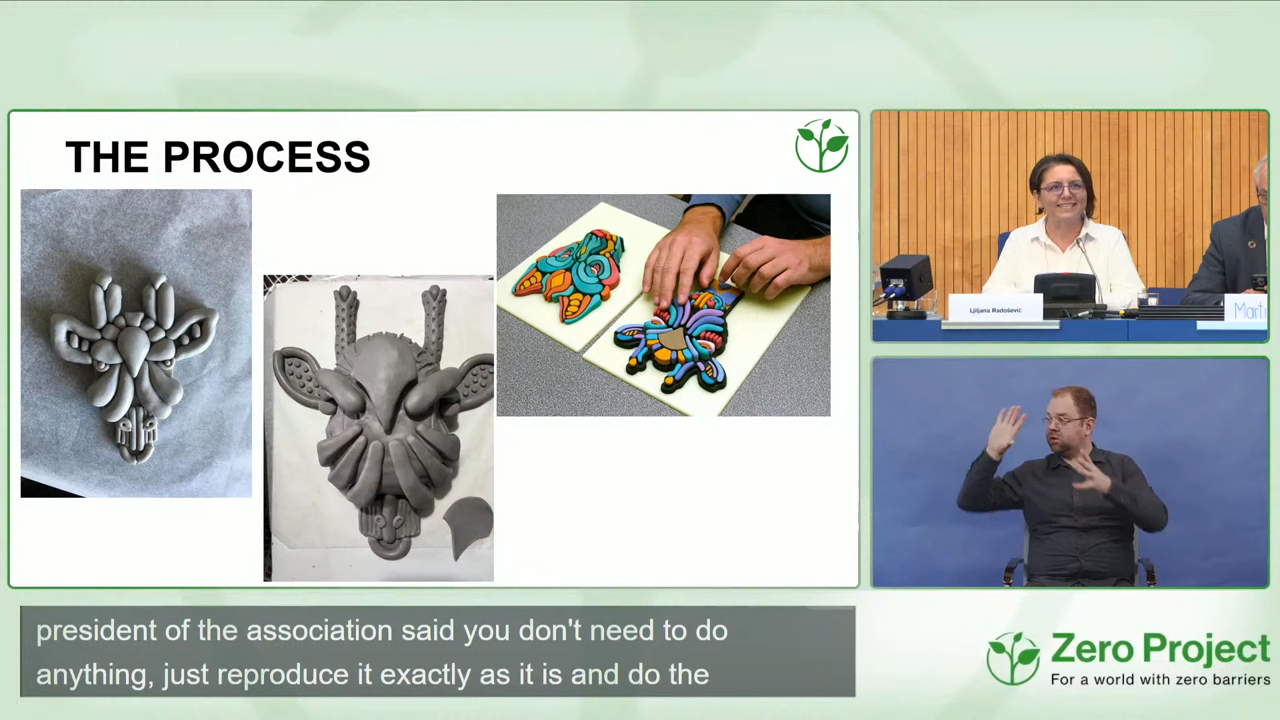 THE PROCESS
Ljiljana Radošević
Marti
president of the association said you don't need to do
anything, just reproduce it exactly as it is and do the
Zero Project
For a world with zero barriers